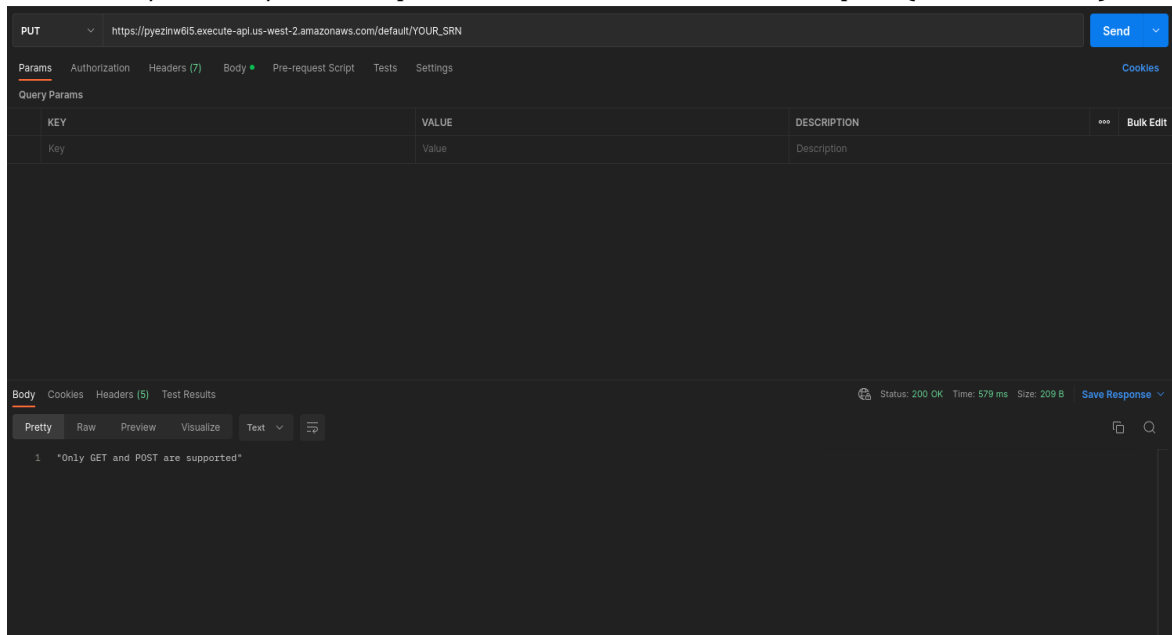 PUT https://pyezinw6l5.execute-api.us-west-2.amazonaws.com/default/YOUR_SRN Send
Params Authorization Headers (7) Body Pre-request Script Tests Settings Cookies
Query Params
KEY VALUE DESCRIPTION ooo Bulk Edit
Key Value Description
Body Cookies Headers (5) Test Results Status: 200 OK Time: 579 ms Size: 209 B Save Response
Pretty Raw Preview Visualize Text
1 "Only GET and POST are supported"